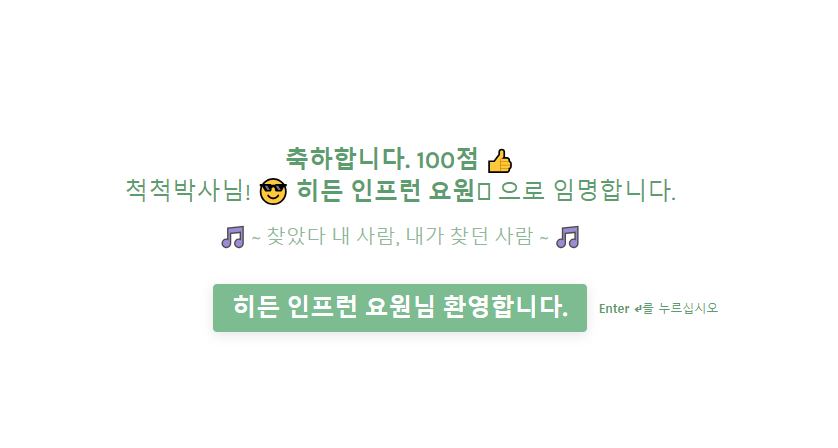 축하합니다. 100점 👍
척척박사님! 😎 히든 인프런 요원 으로 임명합니다.
🎵 ~ 찾았다 내 사람, 내가 찾던 사람 ~ 🎵
히든 인프런 요원님 환영합니다.
Enter ↵를 누르십시오